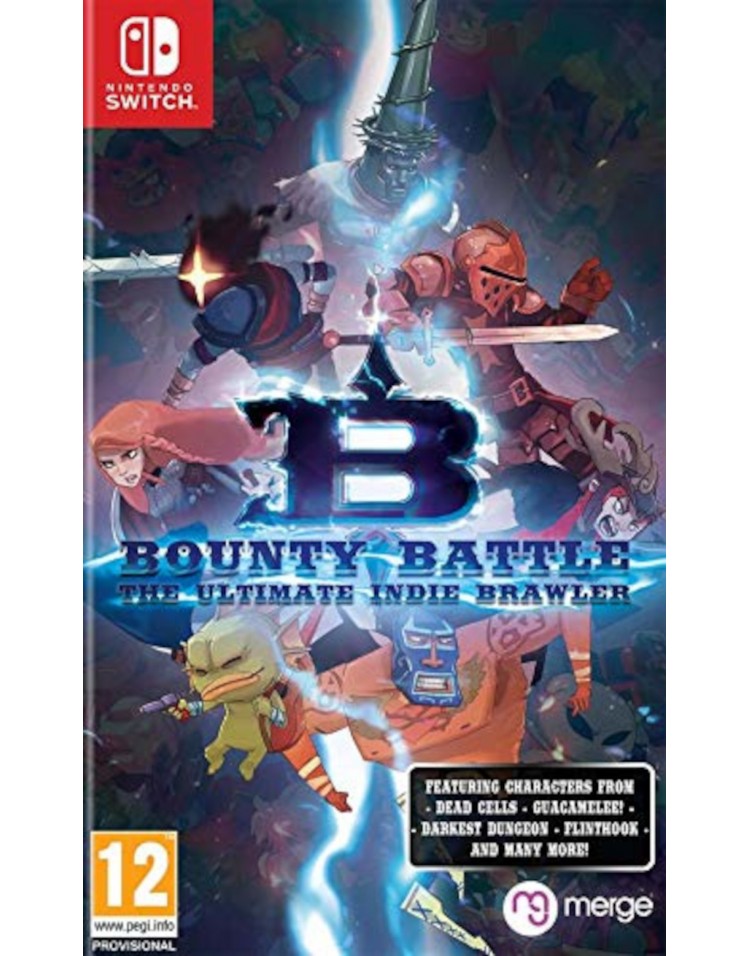 NINTENDO
SWITCH
B
BOUNTY BATTLE
THE ULTIMATE INDIE BRAWLER
FEATURING CHARACTERS FROM
- DEAD CELLS - GUACAMELEE! -
- DARKEST DUNGEON - FLINTHOOK -
AND MANY MORE!
12
www.pegi.info
PROVISIONAL
mg merge